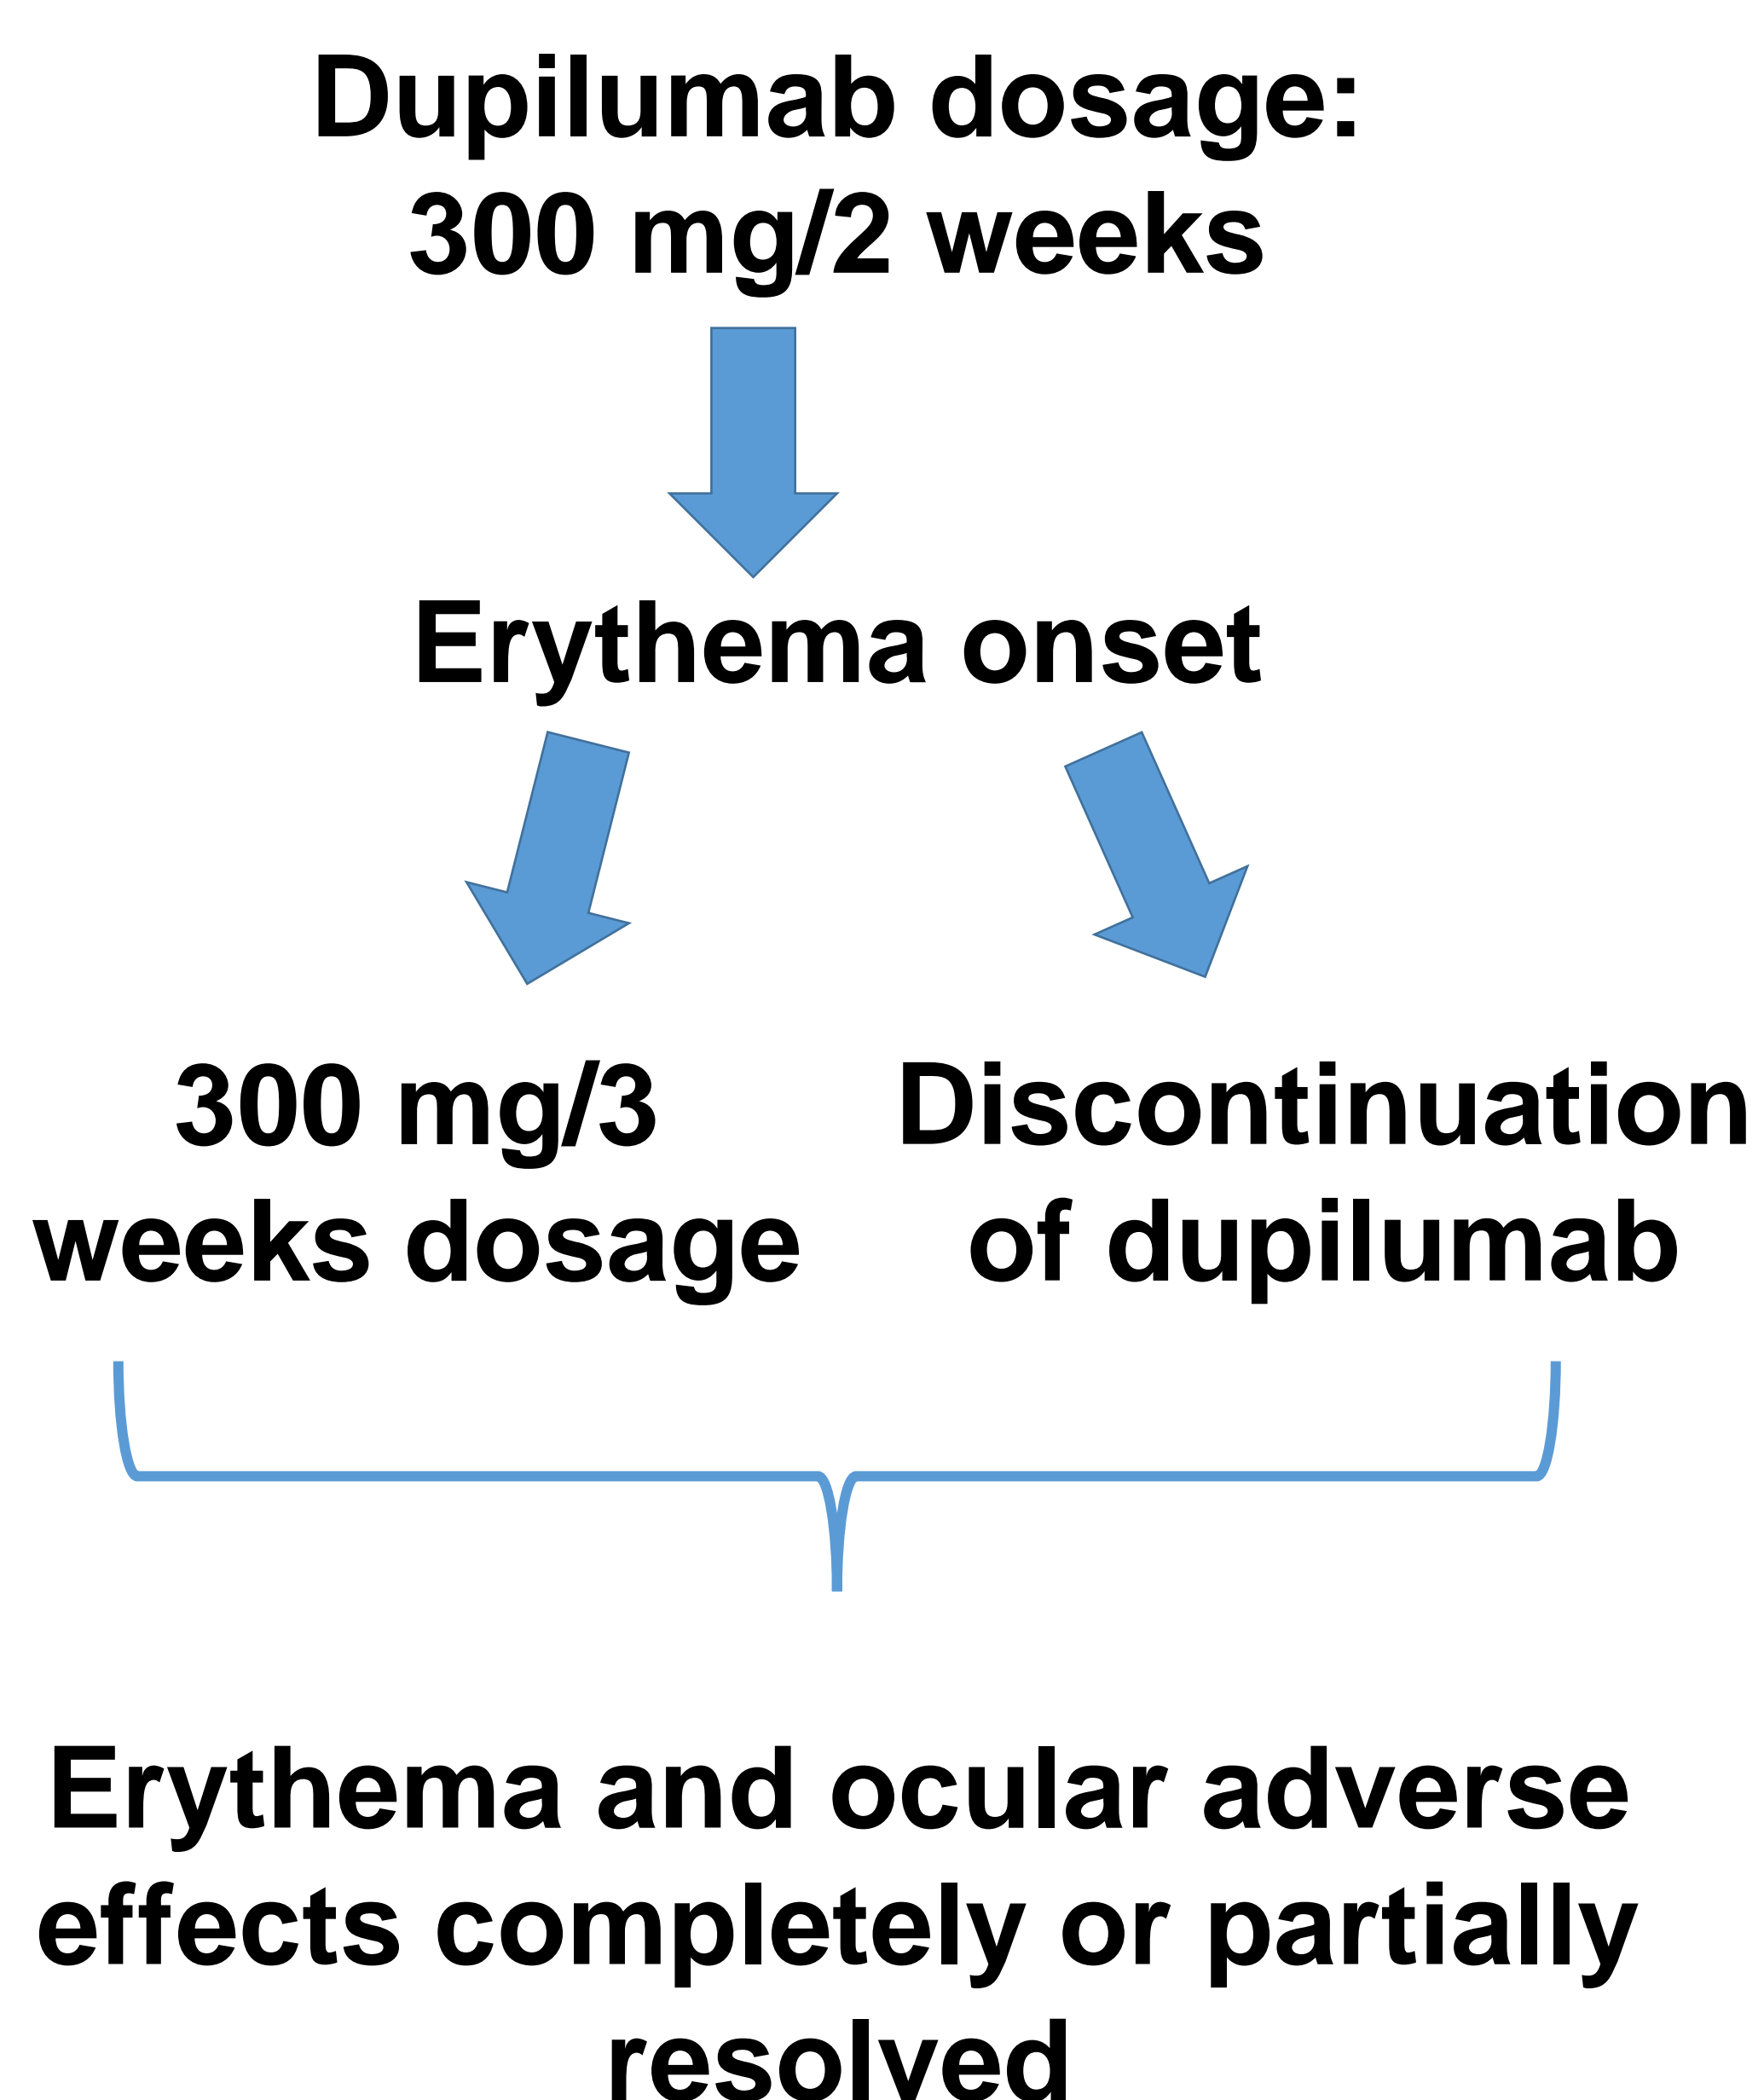 Dupilumab dosage:
300 mg/2 weeks
Erythema onset
300 mg/3
weeks dosage
Discontinuation
of dupilumab
Erythema and ocular adverse
effects completely or partially
resolved